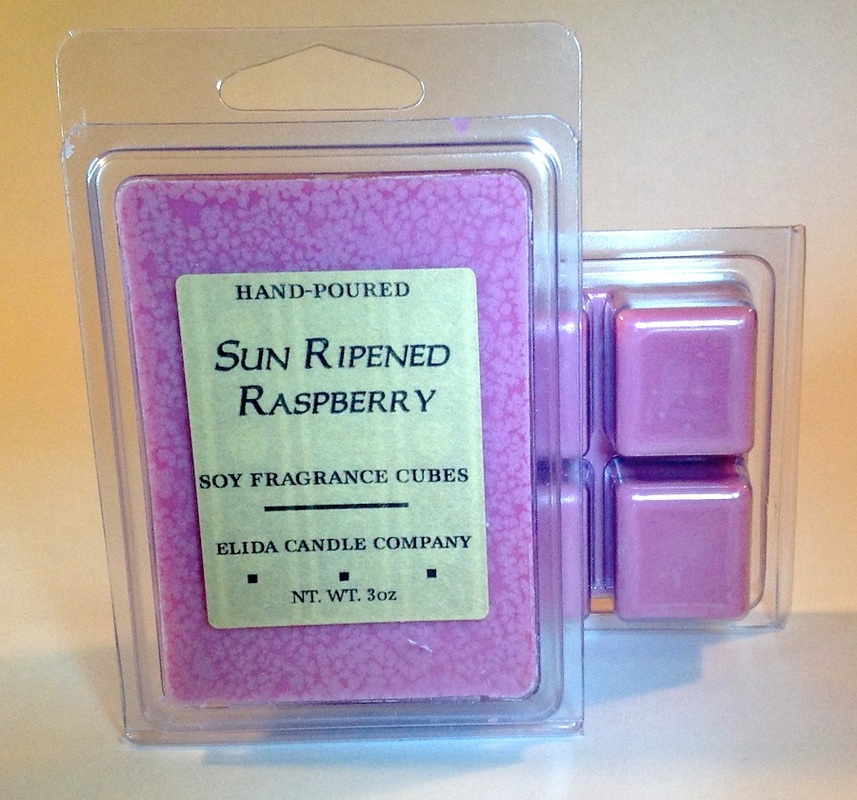 HAND-POURED
SUN RIPENED
RASPBERRY
SOY FRAGRANCE CUBES
ELIDA CANDLE COMPANY
NT. WT. 3oz